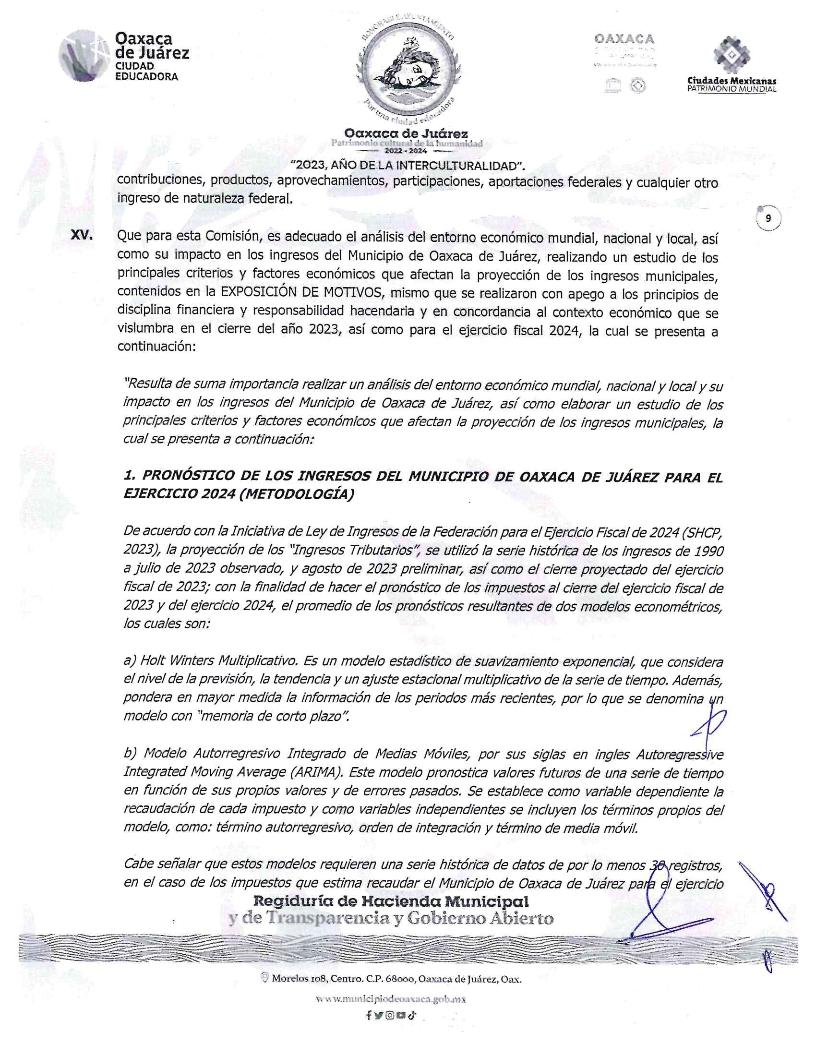 Oaxaca
de Juárez
CIUDAD
EDUCADORA
HONORABLE AYUNTAMIENTO
Por una ciudad educadora
Oaxaca de Juárez
Patrimonio cultural de la humanidad
2022 - 2024
OAXACA
Ciudades Mexicanas
PATRIMONIO MUNDIAL
"2023, AÑO DE LA INTERCULTURALIDAD".
contribuciones, productos, aprovechamientos, participaciones, aportaciones federales y cualquier otro
ingreso de naturaleza federal.
9
XV. Que para esta Comisión, es adecuado el análisis del entorno económico mundial, nacional y local, así
como su impacto en los ingresos del Municipio de Oaxaca de Juárez, realizando un estudio de los
principales criterios y factores económicos que afectan la proyección de los ingresos municipales,
contenidos en la EXPOSICIÓN DE MOTIVOS, mismo que se realizaron con apego a los principios de
disciplina financiera y responsabilidad hacendaria y en concordancia al contexto económico que se
vislumbra en el cierre del año 2023, así como para el ejercicio fiscal 2024, la cual se presenta a
continuación:
"Resulta de suma importancia realizar un análisis del entorno económico mundial, nacional y local y su
impacto en los ingresos del Municipio de Oaxaca de Juárez, así como elaborar un estudio de los
principales criterios y factores económicos que afectan la proyección de los ingresos municipales, la
cual se presenta a continuación:
1. PRONÓSTICO DE LOS INGRESOS DEL MUNICIPIO DE OAXACA DE JUÁREZ PARA EL
EJERCICIO 2024 (METODOLOGÍA)
De acuerdo con la Iniciativa de Ley de Ingresos de la Federación para el Ejercicio Fiscal de 2024 (SHCP,
2023), la proyección de los "Ingresos Tributarios", se utilizó la serie histórica de los ingresos de 1990
a julio de 2023 observado, y agosto de 2023 preliminar, así como el cierre proyectado del ejercicio
fiscal de 2023; con la finalidad de hacer el pronóstico de los impuestos al cierre del ejercicio fiscal de
2023 y del ejercicio 2024, el promedio de los pronósticos resultantes de dos modelos econométricos,
los cuales son:
a) Holt Winters Multiplicativo. Es un modelo estadístico de suavizamiento exponencial, que considera
el nivel de la previsión, la tendencia y un ajuste estacional multiplicativo de la serie de tiempo. Además,
pondera en mayor medida la información de los periodos más recientes, por lo que se denomina un
modelo con "memoria de corto plazo".
b) Modelo Autorregresivo Integrado de Medias Móviles, por sus siglas en ingles Autoregressive
Integrated Moving Average (ARIMA). Este modelo pronostica valores futuros de una serie de tiempo
en función de sus propios valores y de errores pasados. Se establece como variable dependiente la
recaudación de cada impuesto y como variables independientes se incluyen los términos propios del
modelo, como: término autorregresivo, orden de integración y término de media móvil.
Cabe señalar que estos modelos requieren una serie histórica de datos de por lo menos 30 registros,
en el caso de los impuestos que estima recaudar el Municipio de Oaxaca de Juárez para el ejercicio
Regiduría de Hacienda Municipal
y de Transparencia y Gobierno Abierto
Morelos 108, Centro. C.P. 68000, Oaxaca de Juárez, Oax.
www.municipiodeoaxaca.gob.mx